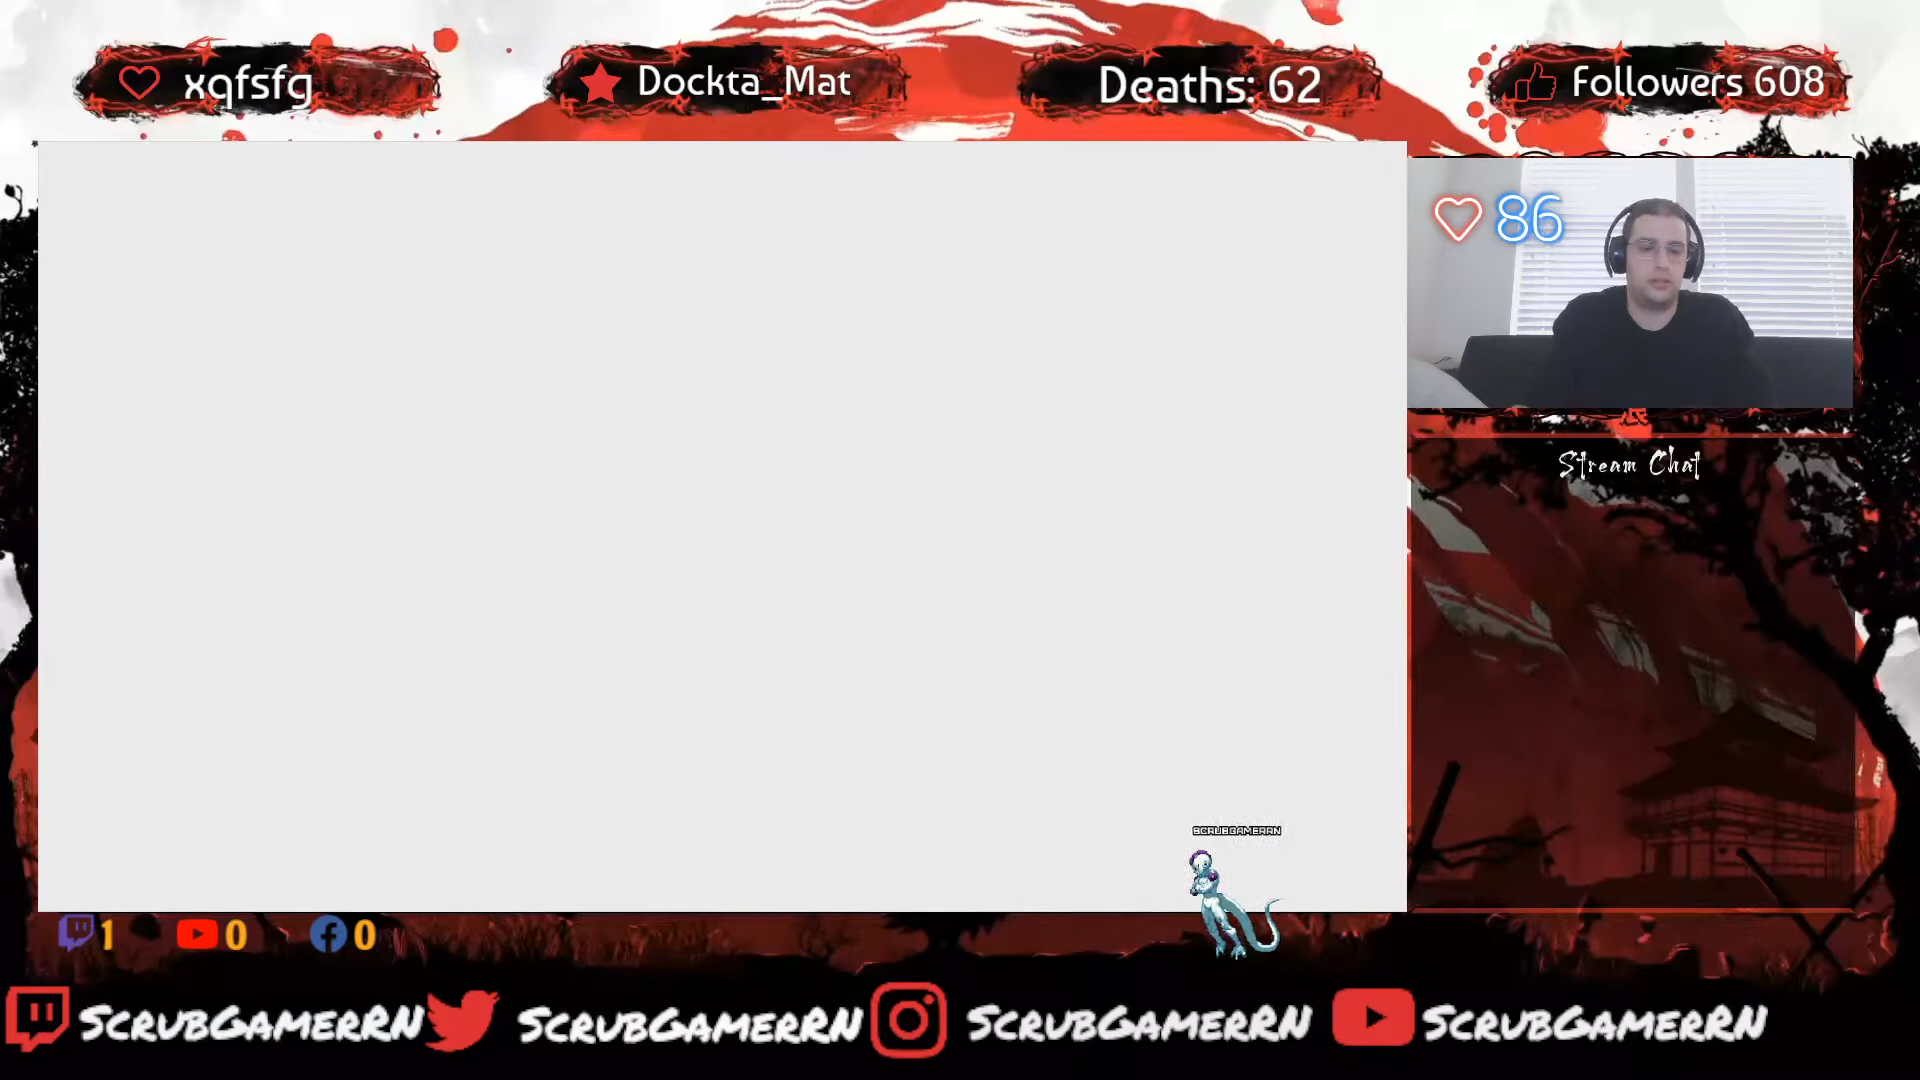 xqfsfg
Dockta_Mat
Deaths: 62
Followers 608
86
Stream Chat
SCRUBGAMERRN
1
0
0
ScrubGamerRN
ScrubGamerRN
ScrubGamerRN
ScrubGamerRN